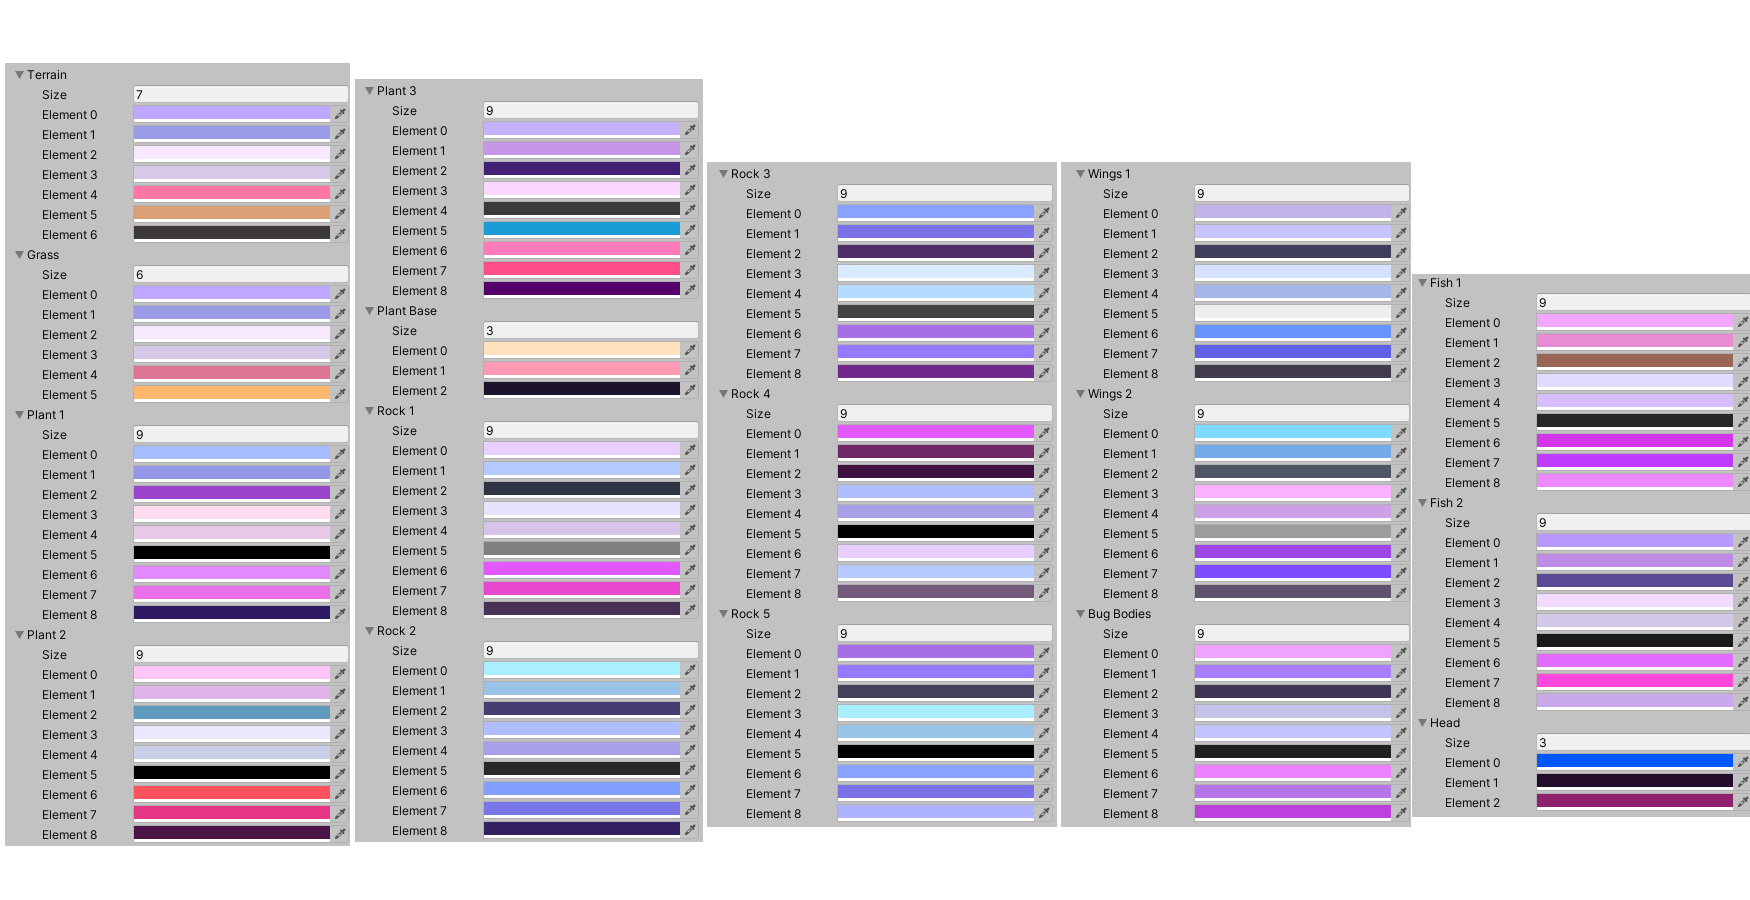 Terrain
Size 7
Element 0
Element 1
Element 2
Element 3
Element 4
Element 5
Element 6
Grass
Size 6
Element 0
Element 1
Element 2
Element 3
Element 4
Element 5
Plant 1
Size 9
Element 0
Element 1
Element 2
Element 3
Element 4
Element 5
Element 6
Element 7
Element 8
Plant 2
Size 9
Element 0
Element 1
Element 2
Element 3
Element 4
Element 5
Element 6
Element 7
Element 8
Plant 3
Size 9
Element 0
Element 1
Element 2
Element 3
Element 4
Element 5
Element 6
Element 7
Element 8
Plant Base
Size 3
Element 0
Element 1
Element 2
Rock 1
Size 9
Element 0
Element 1
Element 2
Element 3
Element 4
Element 5
Element 6
Element 7
Element 8
Rock 2
Size 9
Element 0
Element 1
Element 2
Element 3
Element 4
Element 5
Element 6
Element 7
Element 8
Rock 3
Size 9
Element 0
Element 1
Element 2
Element 3
Element 4
Element 5
Element 6
Element 7
Element 8
Rock 4
Size 9
Element 0
Element 1
Element 2
Element 3
Element 4
Element 5
Element 6
Element 7
Element 8
Rock 5
Size 9
Element 0
Element 1
Element 2
Element 3
Element 4
Element 5
Element 6
Element 7
Element 8
Wings 1
Size 9
Element 0
Element 1
Element 2
Element 3
Element 4
Element 5
Element 6
Element 7
Element 8
Wings 2
Size 9
Element 0
Element 1
Element 2
Element 3
Element 4
Element 5
Element 6
Element 7
Element 8
Bug Bodies
Size 9
Element 0
Element 1
Element 2
Element 3
Element 4
Element 5
Element 6
Element 7
Element 8
Fish 1
Size 9
Element 0
Element 1
Element 2
Element 3
Element 4
Element 5
Element 6
Element 7
Element 8
Fish 2
Size 9
Element 0
Element 1
Element 2
Element 3
Element 4
Element 5
Element 6
Element 7
Element 8
Head
Size 3
Element 0
Element 1
Element 2